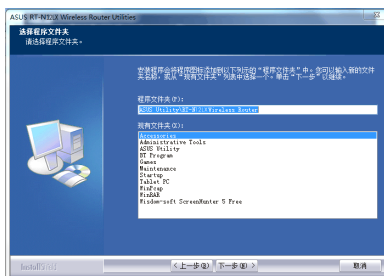 ASUS RT-N12LX Wireless Router Utilities
选择程序文件夹
请选择程序文件夹。
安装程序会将程序图标添加到以下列示的“程序文件夹”中。您可以输入新的文件
夹名称，或从“现有文件夹”列表中选择一个。单击“下一步”以继续。
程序文件夹(P):
ASUS Utility\RT-N12LX Wireless Router
现有文件夹(X):
Accessories
Administrative Tools
ASUS Utility
BT Program
Games
Maintenance
Startup
Tablet PC
WinPcap
WinRAR
Wisdom-soft ScreenHunter 5 Free
InstallShield
< 上一步(B)
下一步(N) >
取消